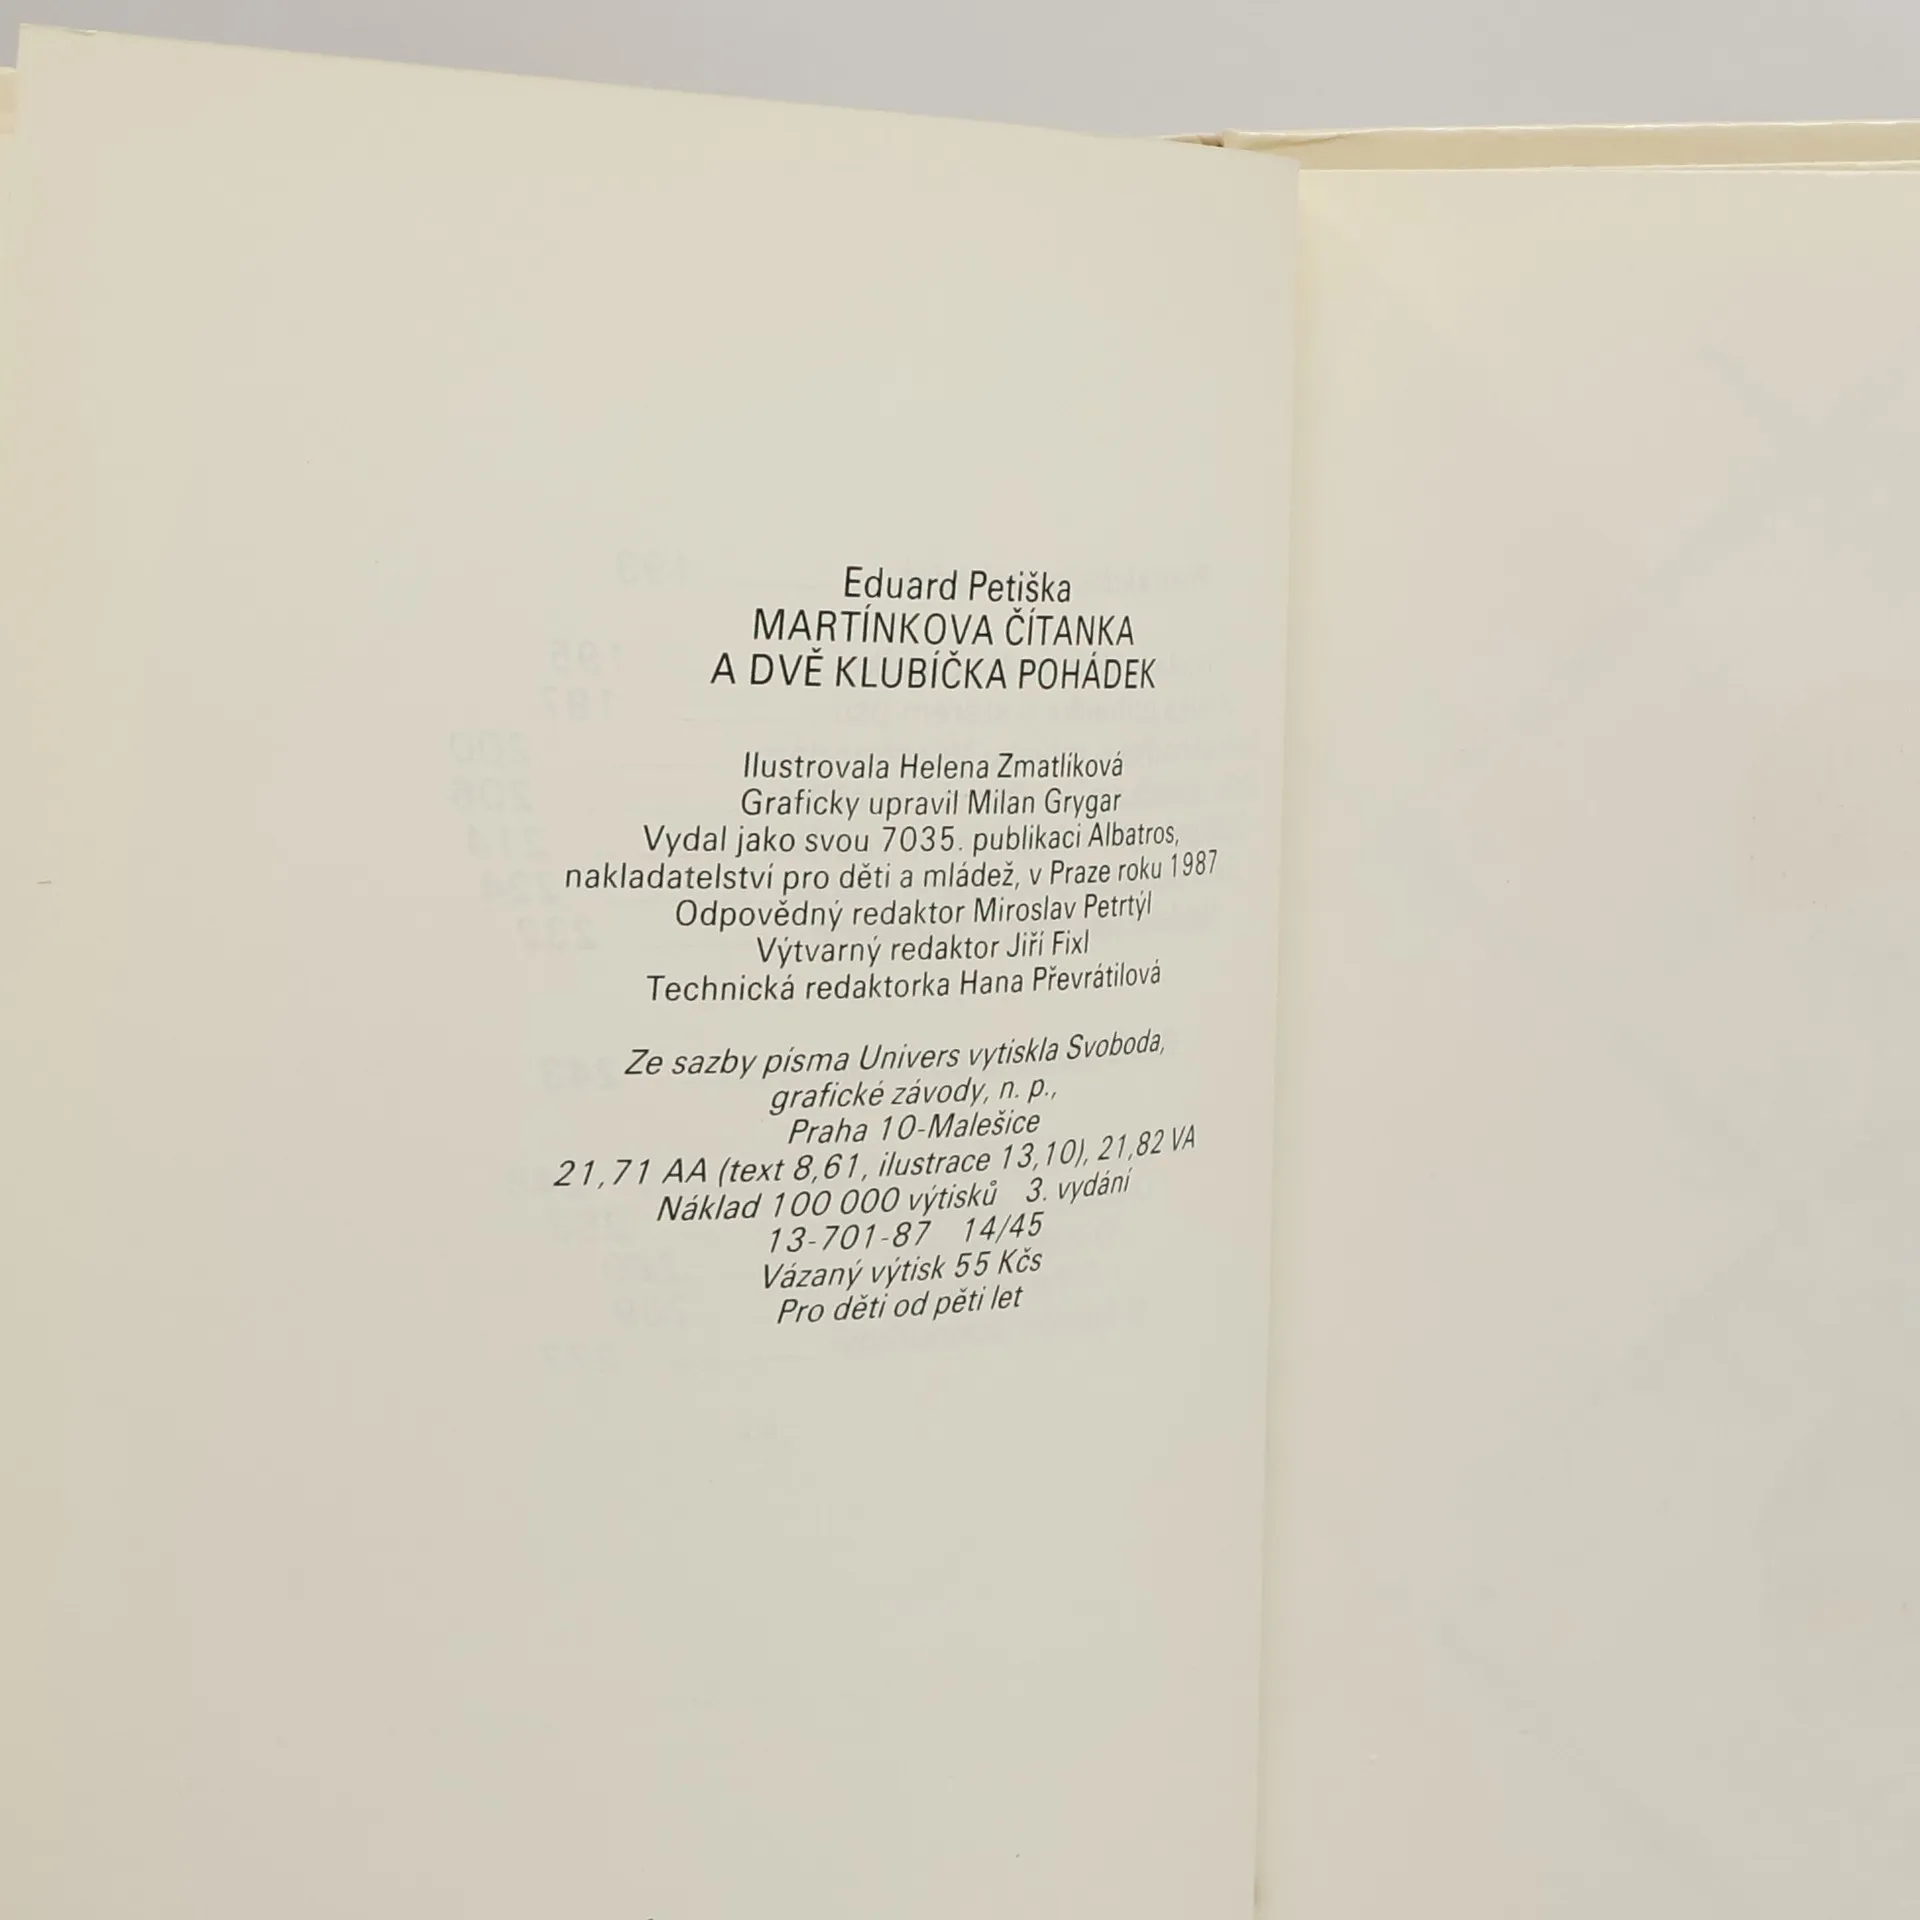 Eduard Petiška
MARTÍNKOVA ČÍTANKA
A DVĚ KLUBÍČKA POHÁDEK
Ilustrovala Helena Zmatlíková
Graficky upravil Milan Grygar
Vydal jako svou 7035. publikaci Albatros,
nakladatelství pro děti a mládež, v Praze roku 1987
Odpovědný redaktor Miroslav Petrtýl
Výtvarný redaktor Jiří Fixl
Technická redaktorka Hana Převrátilová
Ze sazby písma Univers vytiskla Svoboda,
grafické závody, n. p.,
Praha 10-Malešice
21,71 AA (text 8,61, ilustrace 13,10), 21,82 VA
Náklad 100 000 výtisků 3. vydání
13-701-87 14/45
Vázaný výtisk 55 Kčs
Pro děti od pěti let